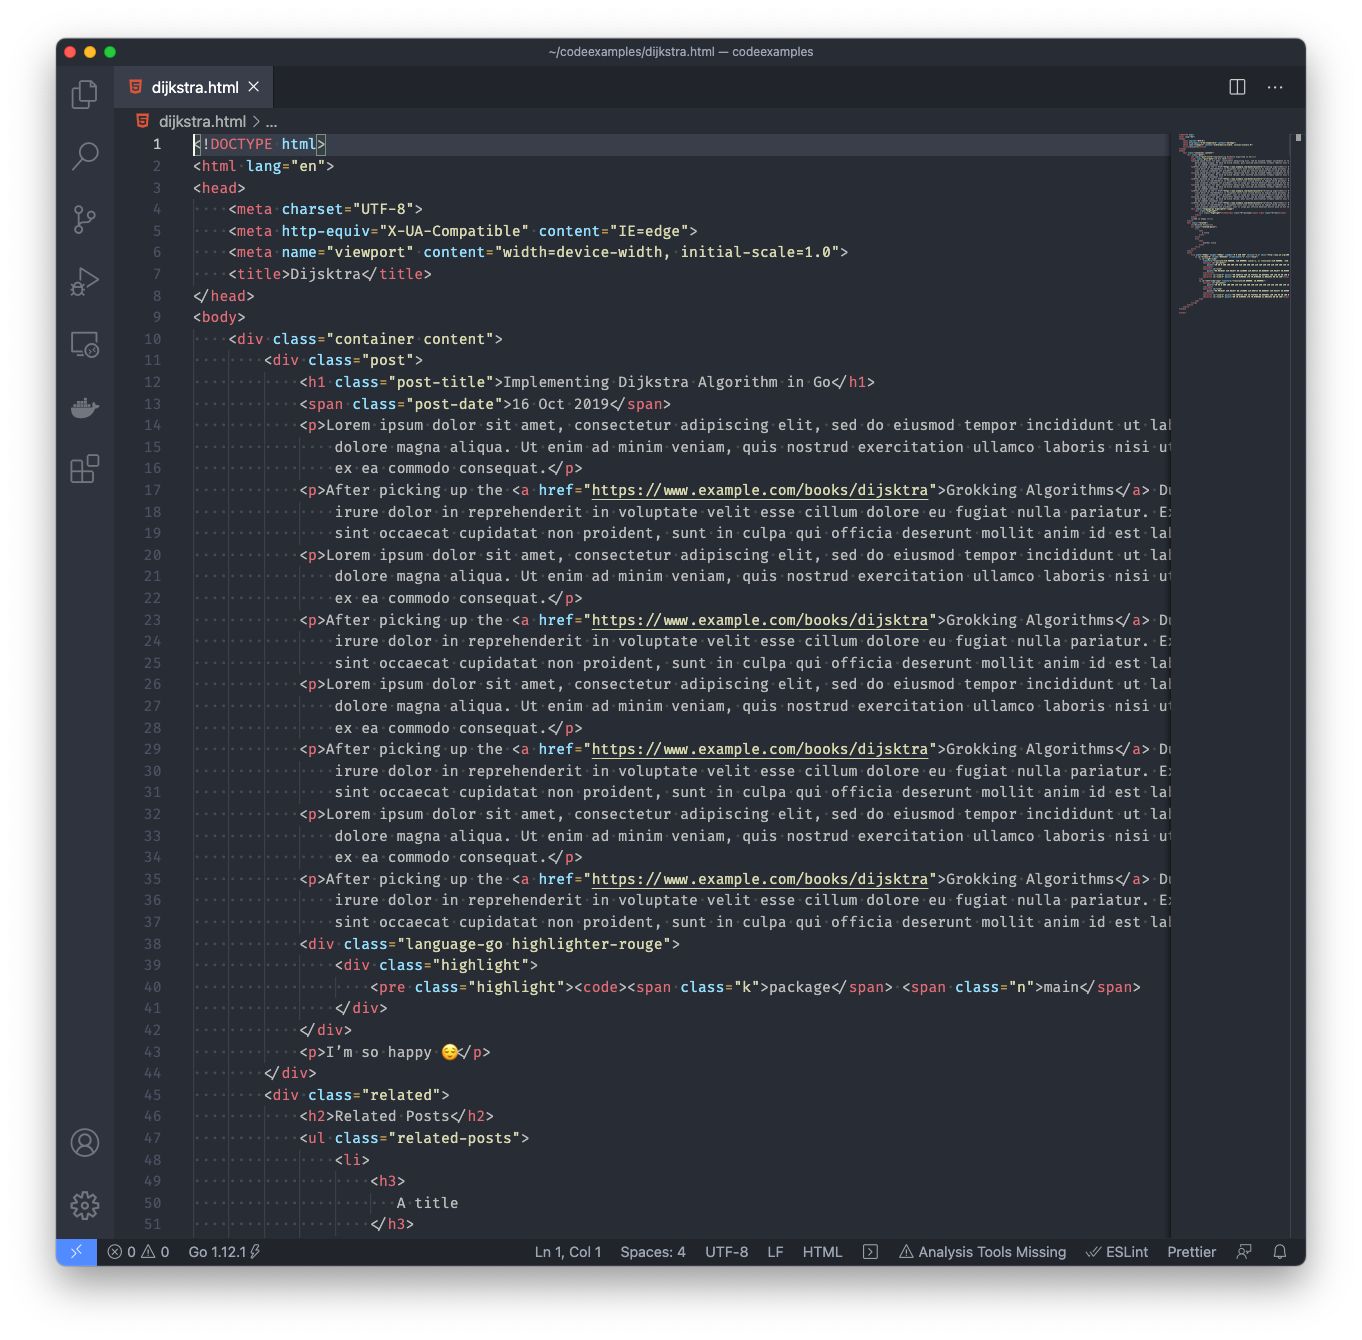 ~/codeexamples/dijkstra.html — codeexamples
dijkstra.html
dijkstra.html > ...
1 <!DOCTYPE html>
2 <html lang="en">
3 <head>
4 <meta charset="UTF-8">
5 <meta http-equiv="X-UA-Compatible" content="IE=edge">
6 <meta name="viewport" content="width=device-width, initial-scale=1.0">
7 <title>Dijsktra</title>
8 </head>
9 <body>
10 <div class="container content">
11 <div class="post">
12 <h1 class="post-title">Implementing Dijkstra Algorithm in Go</h1>
13 <span class="post-date">16 Oct 2019</span>
14 <p>Lorem ipsum dolor sit amet, consectetur adipiscing elit, sed do eiusmod tempor incididunt ut lab
15 dolore magna aliqua. Ut enim ad minim veniam, quis nostrud exercitation ullamco laboris nisi ut
16 ex ea commodo consequat.</p>
17 <p>After picking up the <a href="https://www.example.com/books/dijsktra">Grokking Algorithms</a> Du
18 irure dolor in reprehenderit in voluptate velit esse cillum dolore eu fugiat nulla pariatur. Ex
19 sint occaecat cupidatat non proident, sunt in culpa qui officia deserunt mollit anim id est lab
20 <p>Lorem ipsum dolor sit amet, consectetur adipiscing elit, sed do eiusmod tempor incididunt ut lab
21 dolore magna aliqua. Ut enim ad minim veniam, quis nostrud exercitation ullamco laboris nisi ut
22 ex ea commodo consequat.</p>
23 <p>After picking up the <a href="https://www.example.com/books/dijsktra">Grokking Algorithms</a> Du
24 irure dolor in reprehenderit in voluptate velit esse cillum dolore eu fugiat nulla pariatur. Ex
25 sint occaecat cupidatat non proident, sunt in culpa qui officia deserunt mollit anim id est lab
26 <p>Lorem ipsum dolor sit amet, consectetur adipiscing elit, sed do eiusmod tempor incididunt ut lab
27 dolore magna aliqua. Ut enim ad minim veniam, quis nostrud exercitation ullamco laboris nisi ut
28 ex ea commodo consequat.</p>
29 <p>After picking up the <a href="https://www.example.com/books/dijsktra">Grokking Algorithms</a> Du
30 irure dolor in reprehenderit in voluptate velit esse cillum dolore eu fugiat nulla pariatur. Ex
31 sint occaecat cupidatat non proident, sunt in culpa qui officia deserunt mollit anim id est lab
32 <p>Lorem ipsum dolor sit amet, consectetur adipiscing elit, sed do eiusmod tempor incididunt ut lab
33 dolore magna aliqua. Ut enim ad minim veniam, quis nostrud exercitation ullamco laboris nisi ut
34 ex ea commodo consequat.</p>
35 <p>After picking up the <a href="https://www.example.com/books/dijsktra">Grokking Algorithms</a> Du
36 irure dolor in reprehenderit in voluptate velit esse cillum dolore eu fugiat nulla pariatur. Ex
37 sint occaecat cupidatat non proident, sunt in culpa qui officia deserunt mollit anim id est lab
38 <div class="language-go highlighter-rouge">
39 <div class="highlight">
40 <pre class="highlight"><code><span class="k">package</span> <span class="n">main</span>
41 </div>
42 </div>
43 <p>I’m so happy 😌</p>
44 </div>
45 <div class="related">
46 <h2>Related Posts</h2>
47 <ul class="related-posts">
48 <li>
49 <h3>
50 A title
51 </h3>
0 0 Go 1.12.1 Ln 1, Col 1 Spaces: 4 UTF-8 LF HTML Analysis Tools Missing ESLint Prettier